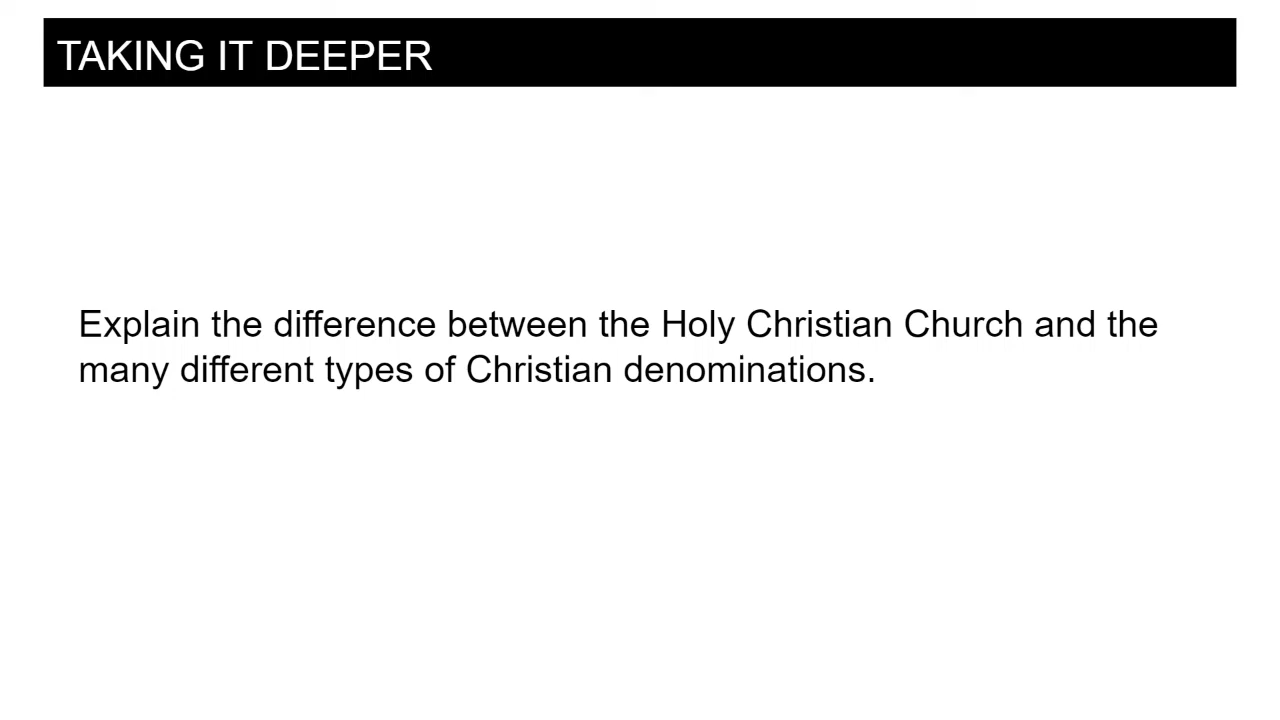 TAKING IT DEEPER
Explain the difference between the Holy Christian Church and the
many different types of Christian denominations.